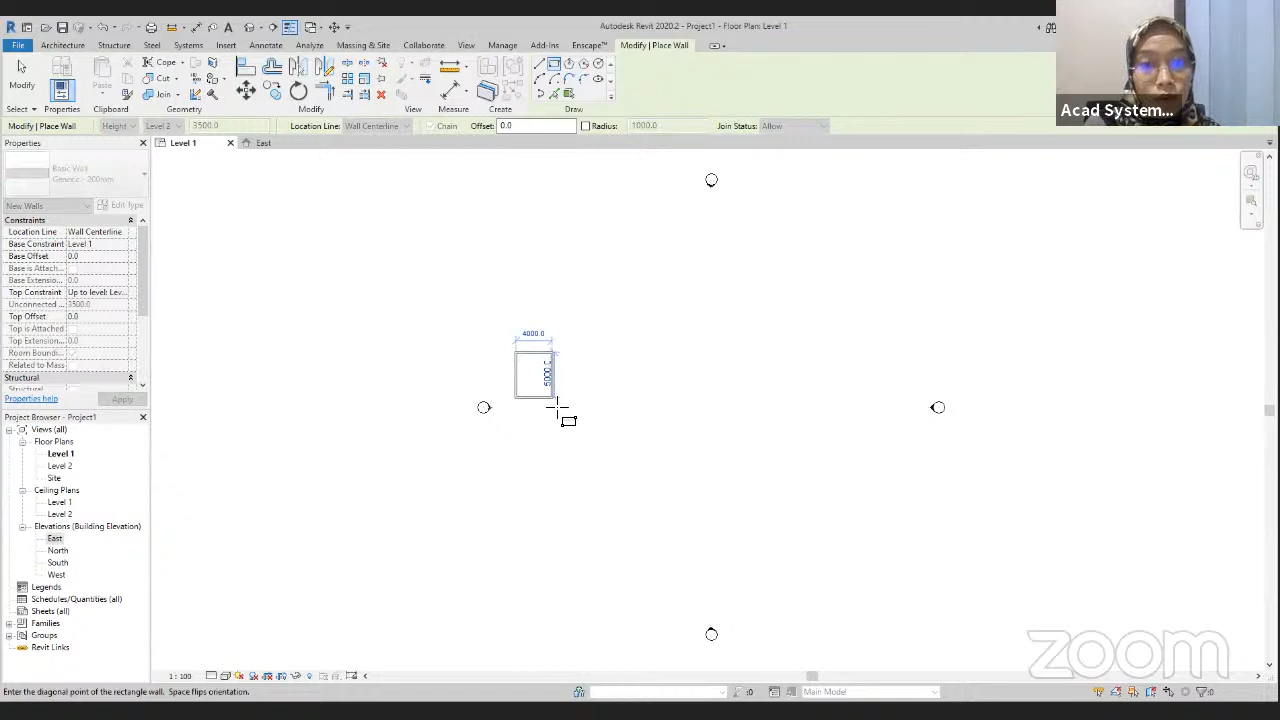 Autodesk Revit 2020.2 - Project1 - Floor Plan: Level 1
File Architecture Structure Steel Systems Insert Annotate Analyze Massing & Site Collaborate View Manage Add-Ins Enscape™ Modify | Place Wall
Cope
Cut
Join
Modify
Paste
Select Properties Clipboard Geometry Modify View Measure Create Draw
Acad System...
Modify | Place Wall Height Level 2 3500.0 Location Line: Wall Centerline Chain Offset: 0.0 Radius: 1000.0 Join Status: Allow
Properties
Level 1 East
Basic Wall
Generic - 200mm
New Walls Edit Type
Constraints
Location Line Wall Centerline
Base Constraint Level 1
Base Offset 0.0
Base is Attach...
Base Extensio... 0.0
Top Constraint Up to level: Lev...
Unconnected ... 3500.0
Top Offset 0.0
Top is Attached
Top Extension... 0.0
Room Boundi...
Related to Mass
Structural
Structural
Properties help Apply
4000.0
5000.0
Project Browser - Project1
Views (all)
Floor Plans
Level 1
Level 2
Site
Ceiling Plans
Level 1
Level 2
Elevations (Building Elevation)
East
North
South
West
Legends
Schedules/Quantities (all)
Sheets (all)
Families
Groups
Revit Links
zoom
1 : 100
Enter the diagonal point of the rectangle wall. Space flips orientation. :0 Main Model :0